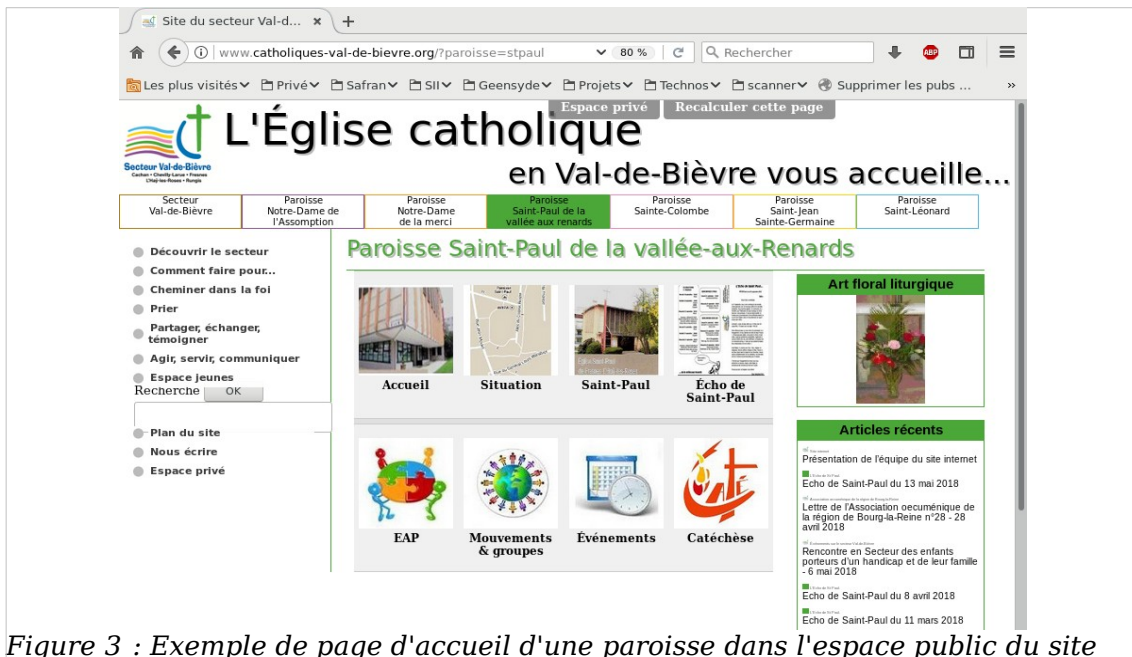 Site du secteur Val-d... × +
www.catholiques-val-de-bievre.org/?paroisse=stpaul 80 % Rechercher ABP
Les plus visités Privé Safran SII Geensyde Projets Technos scanner Supprimer les pubs ... »
Espace privé Recalculer cette page
L'Église catholique
en Val-de-Bièvre vous accueille...
Secteur Val-de-Bièvre
Cachan • Chevilly-Larue • Fresnes
L'Haÿ-les-Roses • Rungis
Secteur
Val-de-Bièvre
Paroisse
Notre-Dame de
l'Assomption
Paroisse
Notre-Dame
de la merci
Paroisse
Saint-Paul de la
vallée aux renards
Paroisse
Sainte-Colombe
Paroisse
Saint-Jean
Sainte-Germaine
Paroisse
Saint-Léonard
Découvrir le secteur
Comment faire pour...
Cheminer dans la foi
Prier
Partager, échanger,
témoigner
Agir, servir, communiquer
Espace jeunes
Recherche OK
Plan du site
Nous écrire
Espace privé
Paroisse Saint-Paul de la vallée-aux-Renards
Accueil
Situation
Saint-Paul
Écho de
Saint-Paul
EAP
Mouvements
& groupes
Événements
Catéchèse
Art floral liturgique
Articles récents
Présentation de l'équipe du site internet
Echo de Saint-Paul du 13 mai 2018
Lettre de l'Association oecuménique de
la région de Bourg-la-Reine n°28 - 28
avril 2018
Rencontre en Secteur des enfants
porteurs d'un handicap et de leur famille
- 6 mai 2018
Echo de Saint-Paul du 8 avril 2018
Echo de Saint-Paul du 11 mars 2018
Figure 3 : Exemple de page d'accueil d'une paroisse dans l'espace public du site